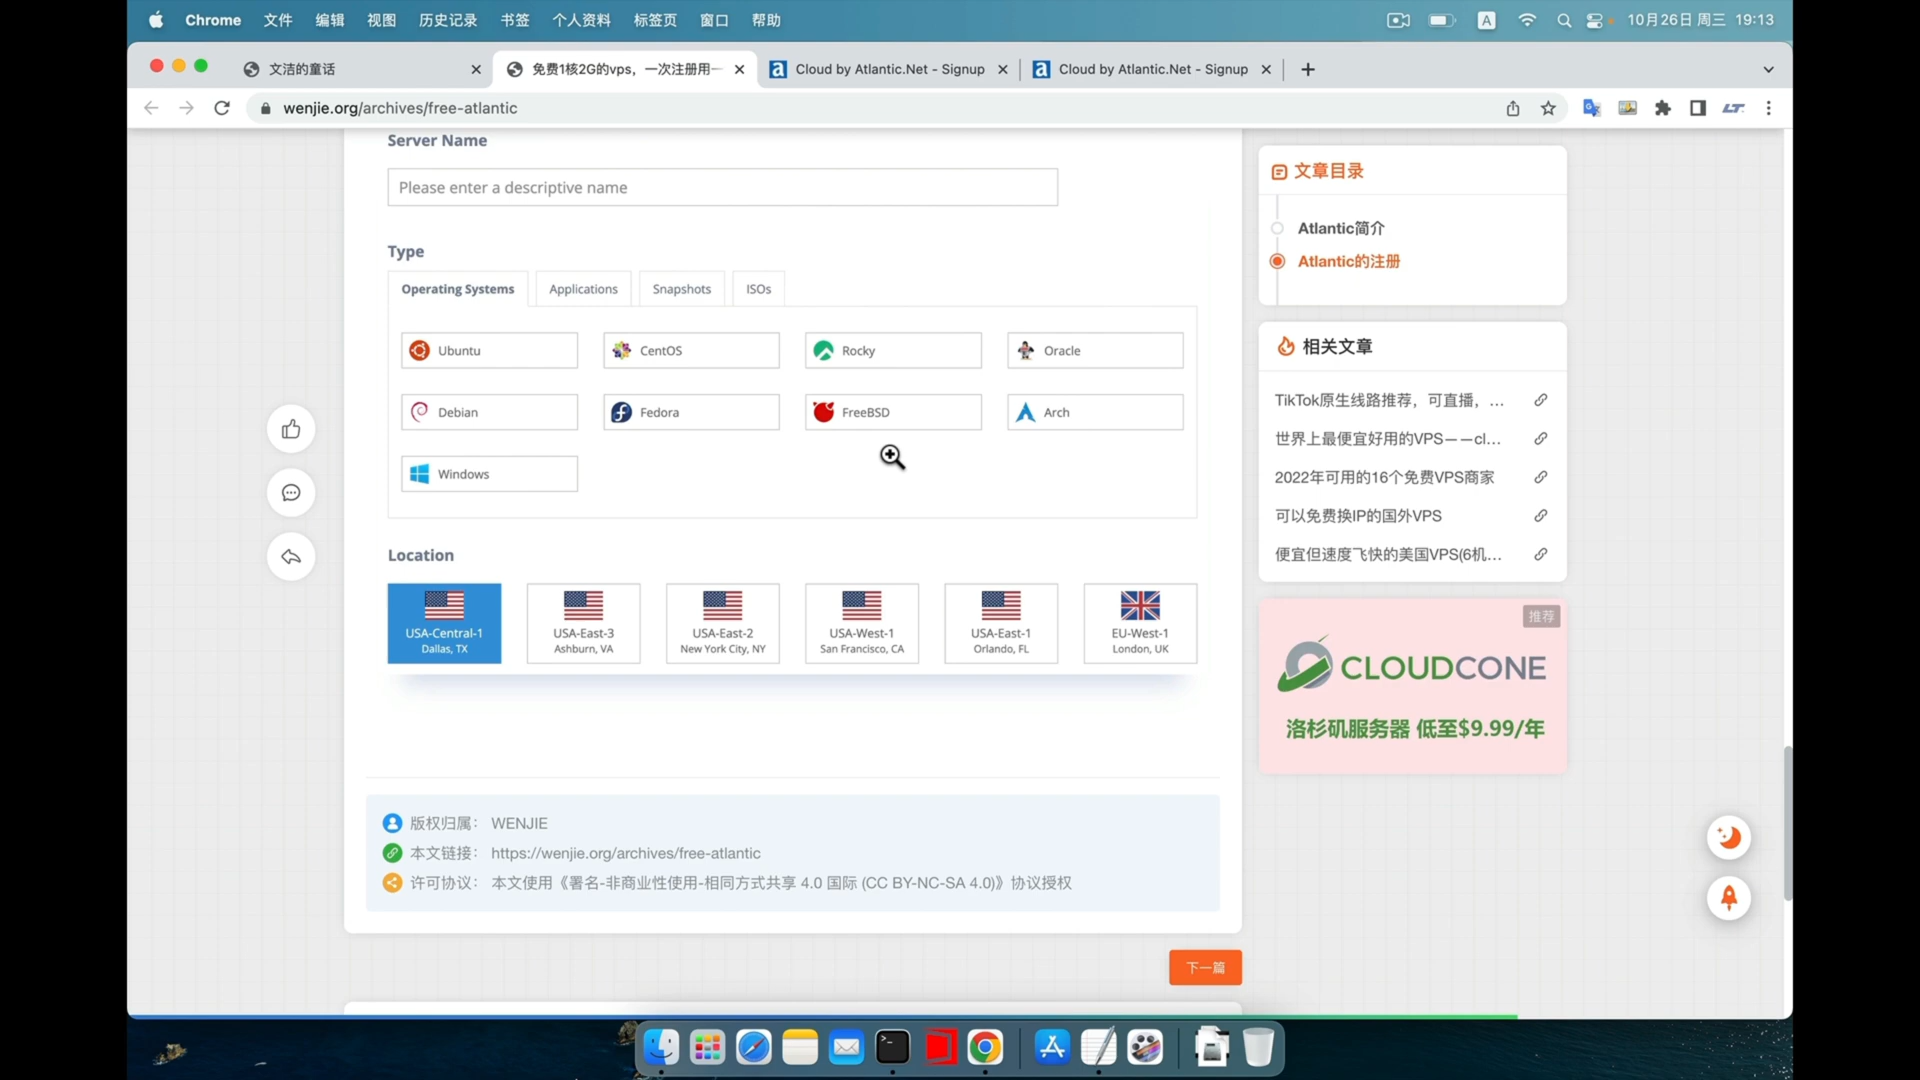 Chrome 文件 编辑 视图 历史记录 书签 个人资料 标签页 窗口 帮助 A 10月26日 周三 19:13
文洁的童话 免费1核2G的vps，一次注册用一 a Cloud by Atlantic.Net - Signup a Cloud by Atlantic.Net - Signup
wenjie.org/archives/free-atlantic LT
Server Name
Please enter a descriptive name
Type
Operating Systems Applications Snapshots ISOs
Ubuntu CentOS Rocky Oracle
Debian Fedora FreeBSD Arch
Windows
Location
USA-Central-1 USA-East-3 USA-East-2 USA-West-1 USA-East-1 EU-West-1
Dallas, TX Ashburn, VA New York City, NY San Francisco, CA Orlando, FL London, UK
版权归属： WENJIE
本文链接： https://wenjie.org/archives/free-atlantic
许可协议： 本文使用《署名-非商业性使用-相同方式共享 4.0 国际 (CC BY-NC-SA 4.0)》协议授权
下一篇
文章目录
Atlantic简介
Atlantic的注册
相关文章
TikTok原生线路推荐，可直播，...
世界上最便宜好用的VPS——cl...
2022年可用的16个免费VPS商家
可以免费换IP的国外VPS
便宜但速度飞快的美国VPS(6机...
推荐
CLOUDCONE
洛杉矶服务器 低至$9.99/年